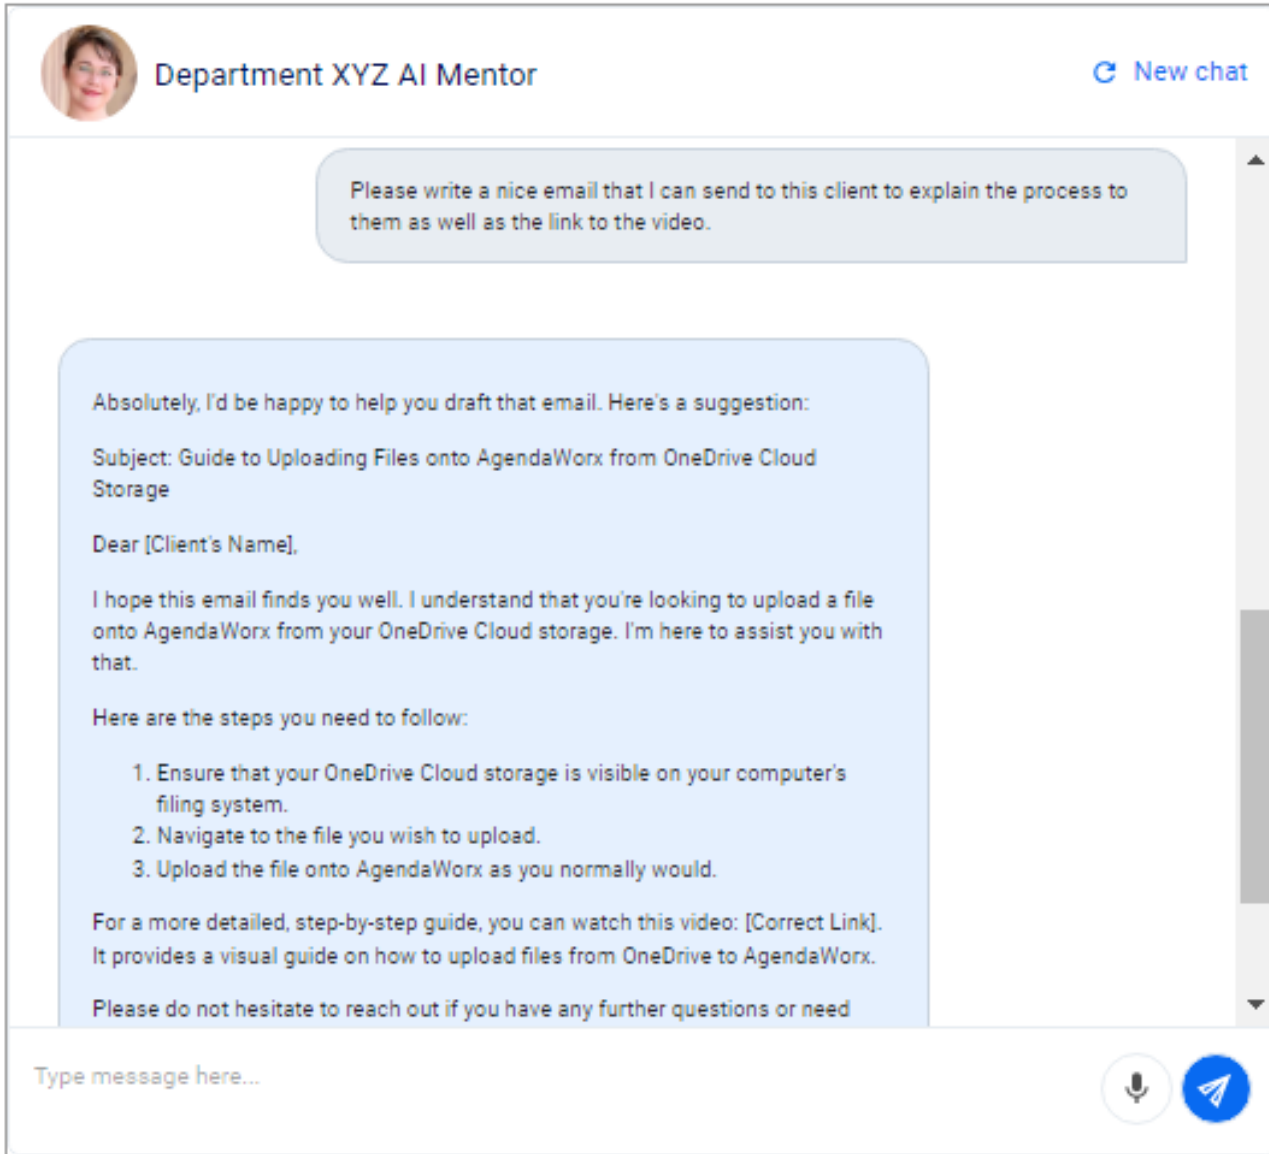 Department XYZ AI Mentor
New chat
Please write a nice email that I can send to this client to explain the process to
them as well as the link to the video.
Absolutely, I'd be happy to help you draft that email. Here's a suggestion:
Subject: Guide to Uploading Files onto AgendaWorx from OneDrive Cloud
Storage
Dear [Client's Name],
I hope this email finds you well. I understand that you're looking to upload a file
onto AgendaWorx from your OneDrive Cloud storage. I'm here to assist you with
that.
Here are the steps you need to follow:
1. Ensure that your OneDrive Cloud storage is visible on your computer's
filing system.
2. Navigate to the file you wish to upload.
3. Upload the file onto AgendaWorx as you normally would.
For a more detailed, step-by-step guide, you can watch this video: [Correct Link].
It provides a visual guide on how to upload files from OneDrive to AgendaWorx.
Please do not hesitate to reach out if you have any further questions or need
Type message here...